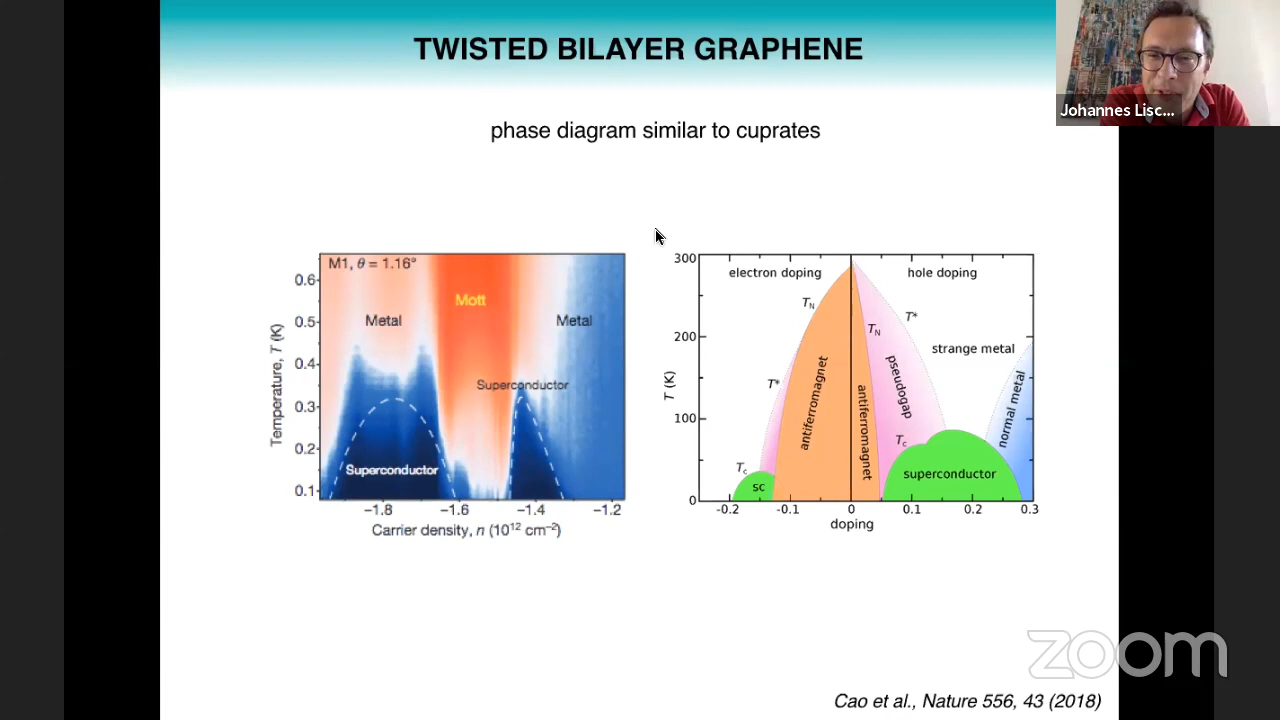 TWISTED BILAYER GRAPHENE
Johannes Lisc...
phase diagram similar to cuprates
M1, θ = 1.16°
Mott
Metal
Metal
Superconductor
Superconductor
Temperature, T (K)
0.6
0.5
0.4
0.3
0.2
0.1
−1.8
−1.6
−1.4
−1.2
Carrier density, n (10¹² cm⁻²)
electron doping
hole doping
T_N
T*
T_N
strange metal
T*
antiferromagnet
antiferromagnet
pseudogap
normal metal
T_c
T_c
superconductor
sc
T (K)
300
200
100
0
-0.2
-0.1
0
0.1
0.2
0.3
doping
zoom
Cao et al., Nature 556, 43 (2018)